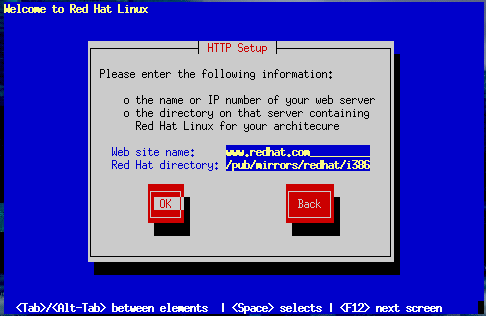 Welcome to Red Hat Linux
HTTP Setup
Please enter the following information:
o the name or IP number of your web server
o the directory on that server containing
Red Hat Linux for your architecure
Web site name: www.redhat.com__________
Red Hat directory: /pub/mirrors/redhat/i386
OK Back
<Tab>/<Alt-Tab> between elements | <Space> selects | <F12> next screen